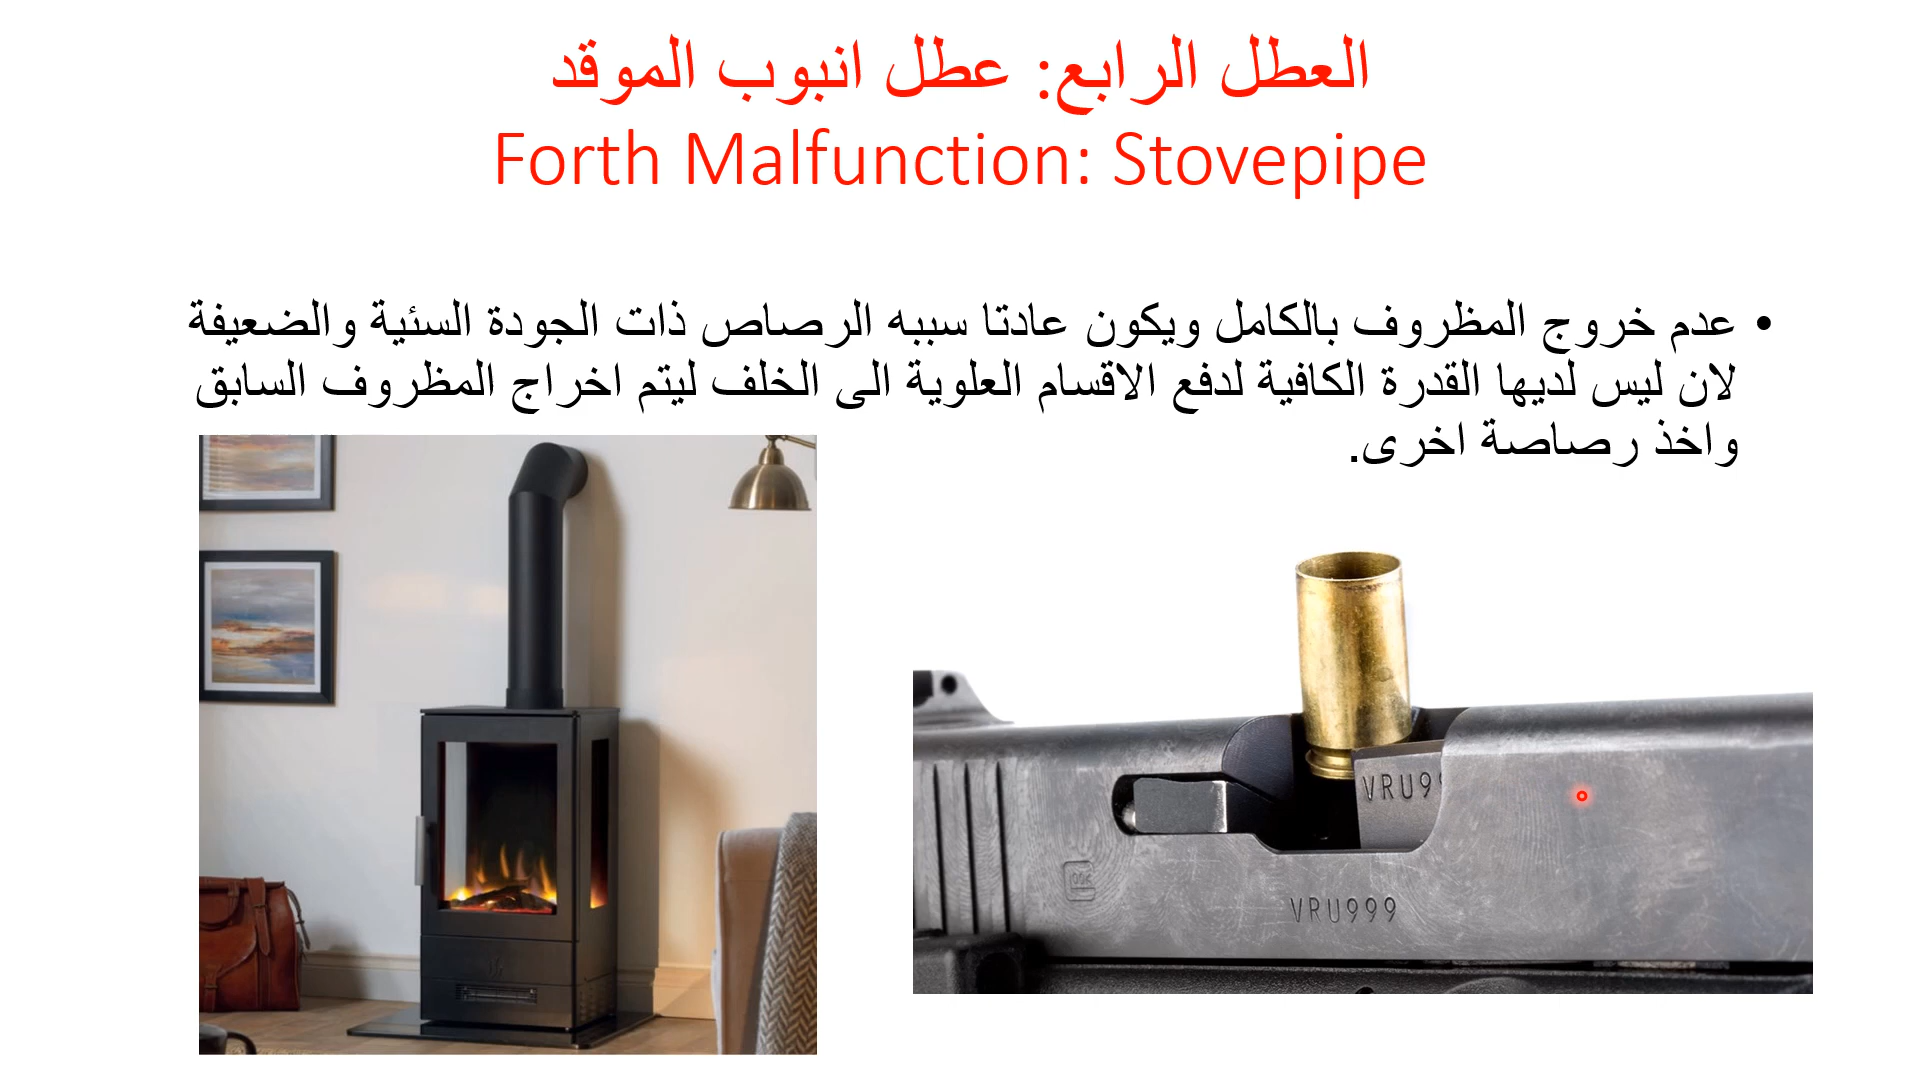 العطل الرابع: عطل انبوب الموقد
Forth Malfunction: Stovepipe
• عدم خروج المظروف بالكامل ويكون عادتا سببه الرصاص ذات الجودة السئية والضعيفة
لان ليس لديها القدرة الكافية لدفع الاقسام العلوية الى الخلف ليتم اخراج المظروف السابق
واخذ رصاصة اخرى.
VRU99
VRU999